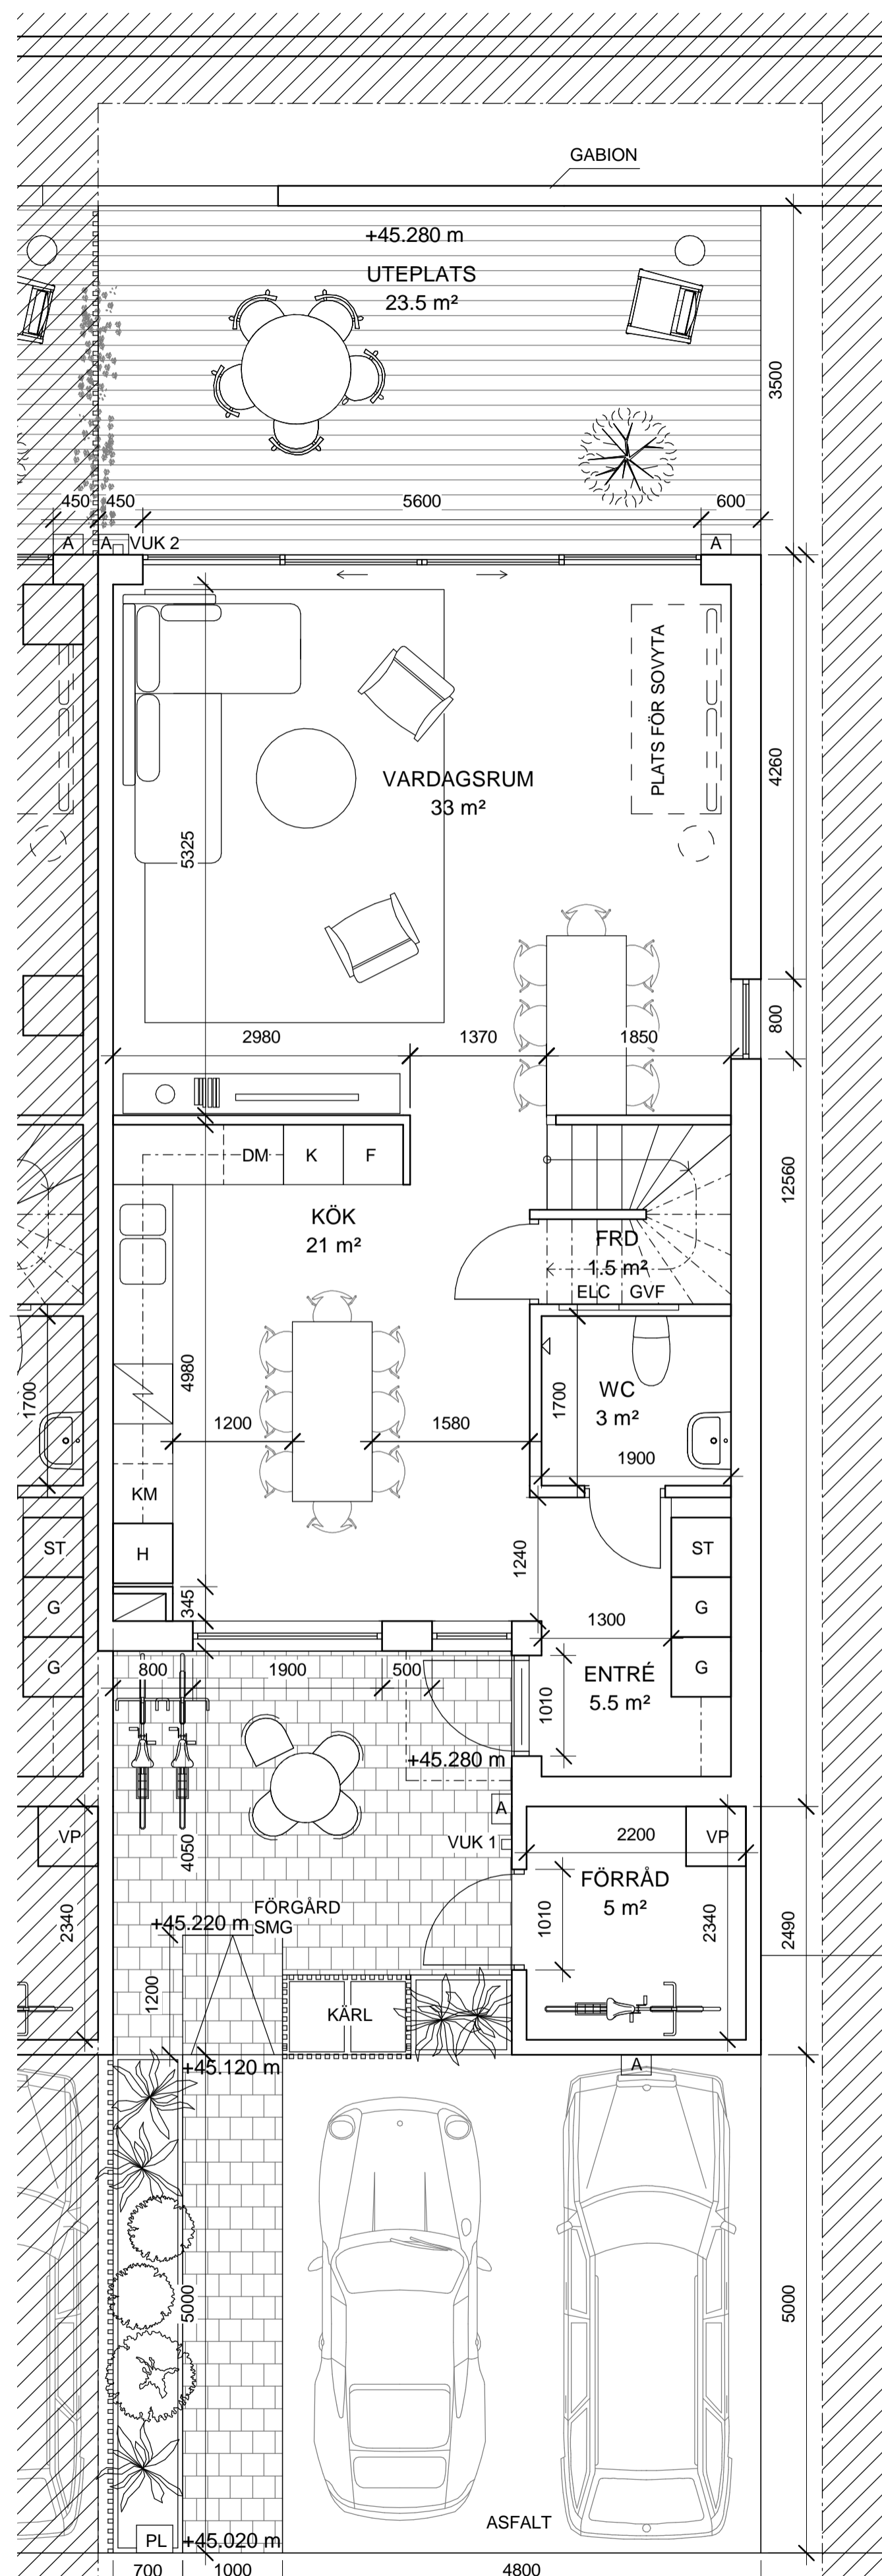 GABION
+45.280 m
UTEPLATS
23.5 m²
3500
450
450
5600
600
A
A
VUK 2
A
PLATS FÖR SOVYTA
4260
VARDAGSRUM
33 m²
5325
800
2980
1370
1850
12560
DM
K
F
KÖK
21 m²
FRD
1.5 m²
ELC
GVF
4980
1700
1700
WC
3 m²
1200
1580
1900
KM
ST
H
1240
ST
G
345
1300
G
G
800
1900
500
1010
ENTRÉ
5.5 m²
G
+45.280 m
A
VP
4050
VUK 1
2200
VP
FÖRRÅD
5 m²
FÖRGÅRD
SMG
+45.220 m
2340
1010
2340
2490
1200
KÄRL
+45.120 m
A
5000
5000
ASFALT
PL
+45.020 m
700
1000
4800